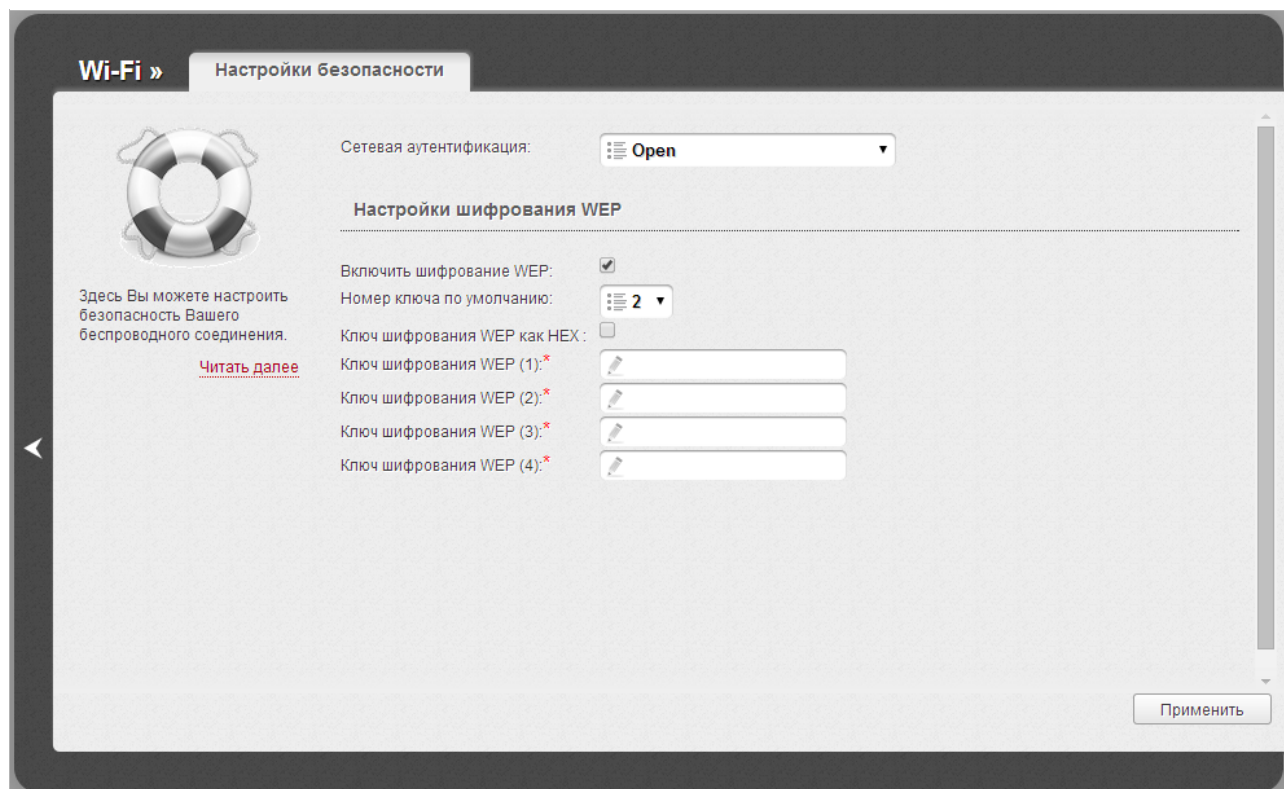 Wi-Fi »
Настройки безопасности
Здесь Вы можете настроить
безопасность Вашего
беспроводного соединения.
Читать далее
Сетевая аутентификация:
Open
Настройки шифрования WEP
Включить шифрование WEP:
Номер ключа по умолчанию:
2
Ключ шифрования WEP как HEX :
Ключ шифрования WEP (1):*
Ключ шифрования WEP (2):*
Ключ шифрования WEP (3):*
Ключ шифрования WEP (4):*
Применить